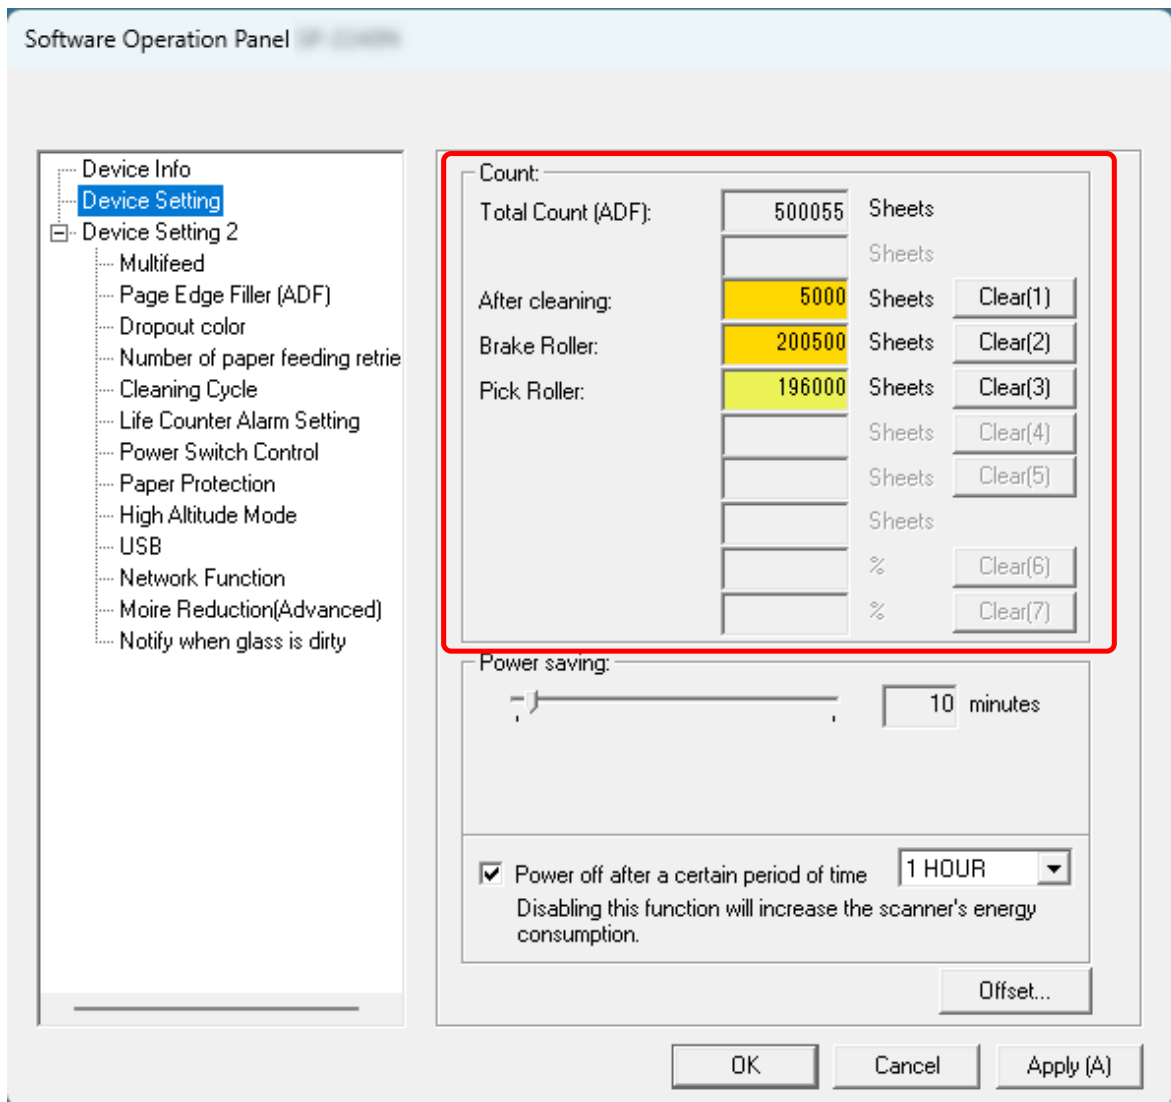 Software Operation Panel
Device Info
Device Setting
Device Setting 2
Multifeed
Page Edge Filler (ADF)
Dropout color
Number of paper feeding retrie
Cleaning Cycle
Life Counter Alarm Setting
Power Switch Control
Paper Protection
High Altitude Mode
USB
Network Function
Moire Reduction(Advanced)
Notify when glass is dirty
Count:
Total Count (ADF): 500055 Sheets
Sheets
After cleaning: 5000 Sheets Clear(1)
Brake Roller: 200500 Sheets Clear(2)
Pick Roller: 196000 Sheets Clear(3)
Sheets Clear(4)
Sheets Clear(5)
Sheets
% Clear(6)
% Clear(7)
Power saving:
10 minutes
Power off after a certain period of time 1 HOUR
Disabling this function will increase the scanner's energy
consumption.
Offset...
OK Cancel Apply (A)